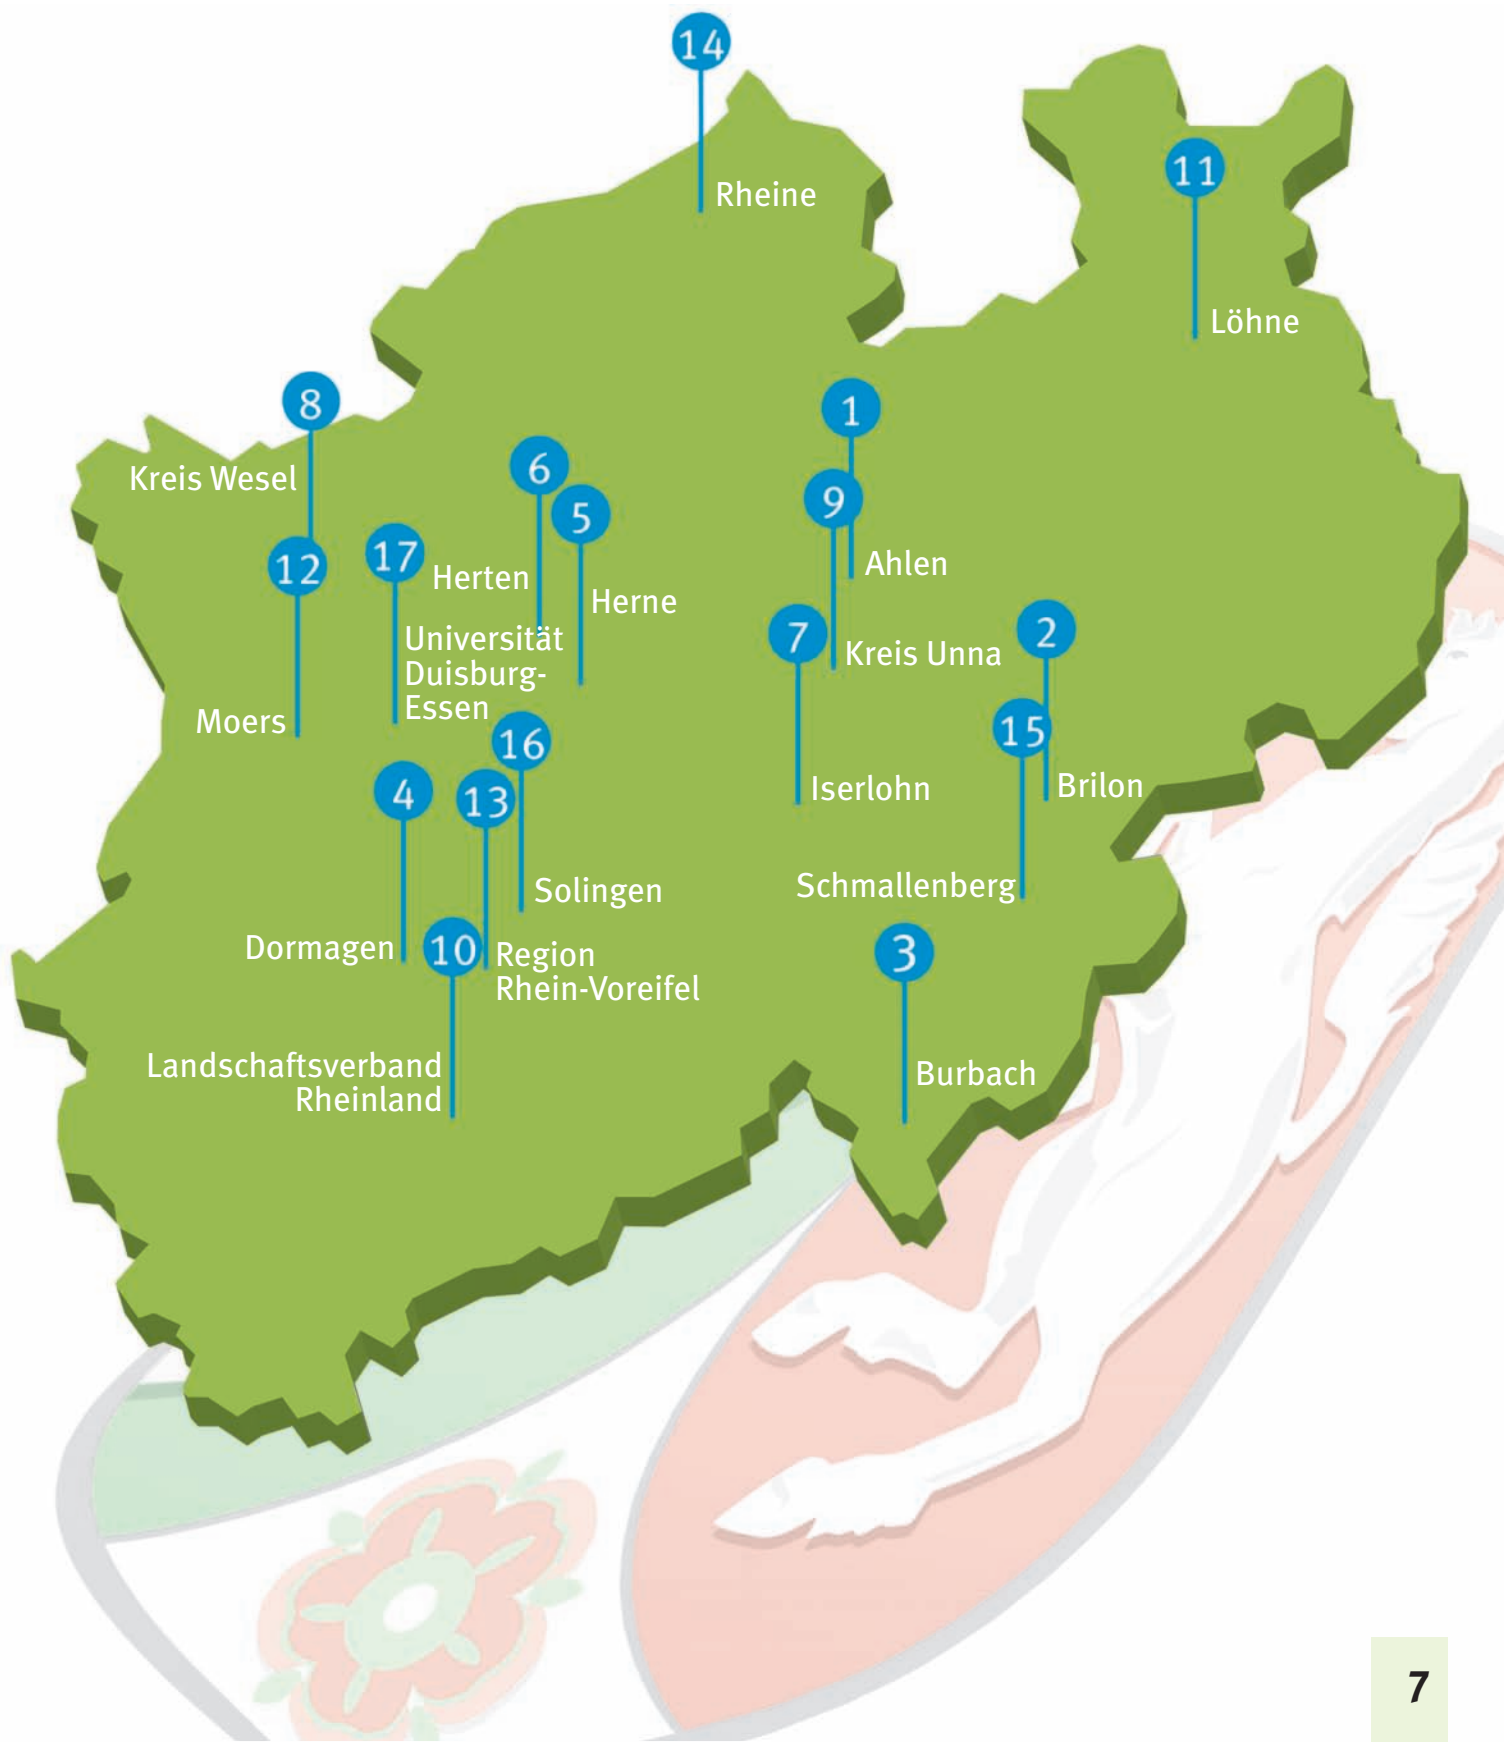 14
Rheine
11
Löhne
8
Kreis Wesel
1
6
9
5
12
17
Herten
Ahlen
Herne
7
2
Universität
Duisburg-
Essen
Kreis Unna
Moers
16
15
4
13
Iserlohn
Brilon
Solingen
Schmallenberg
Dormagen
10
Region
Rhein-Voreifel
3
Landschaftsverband
Rheinland
Burbach
7